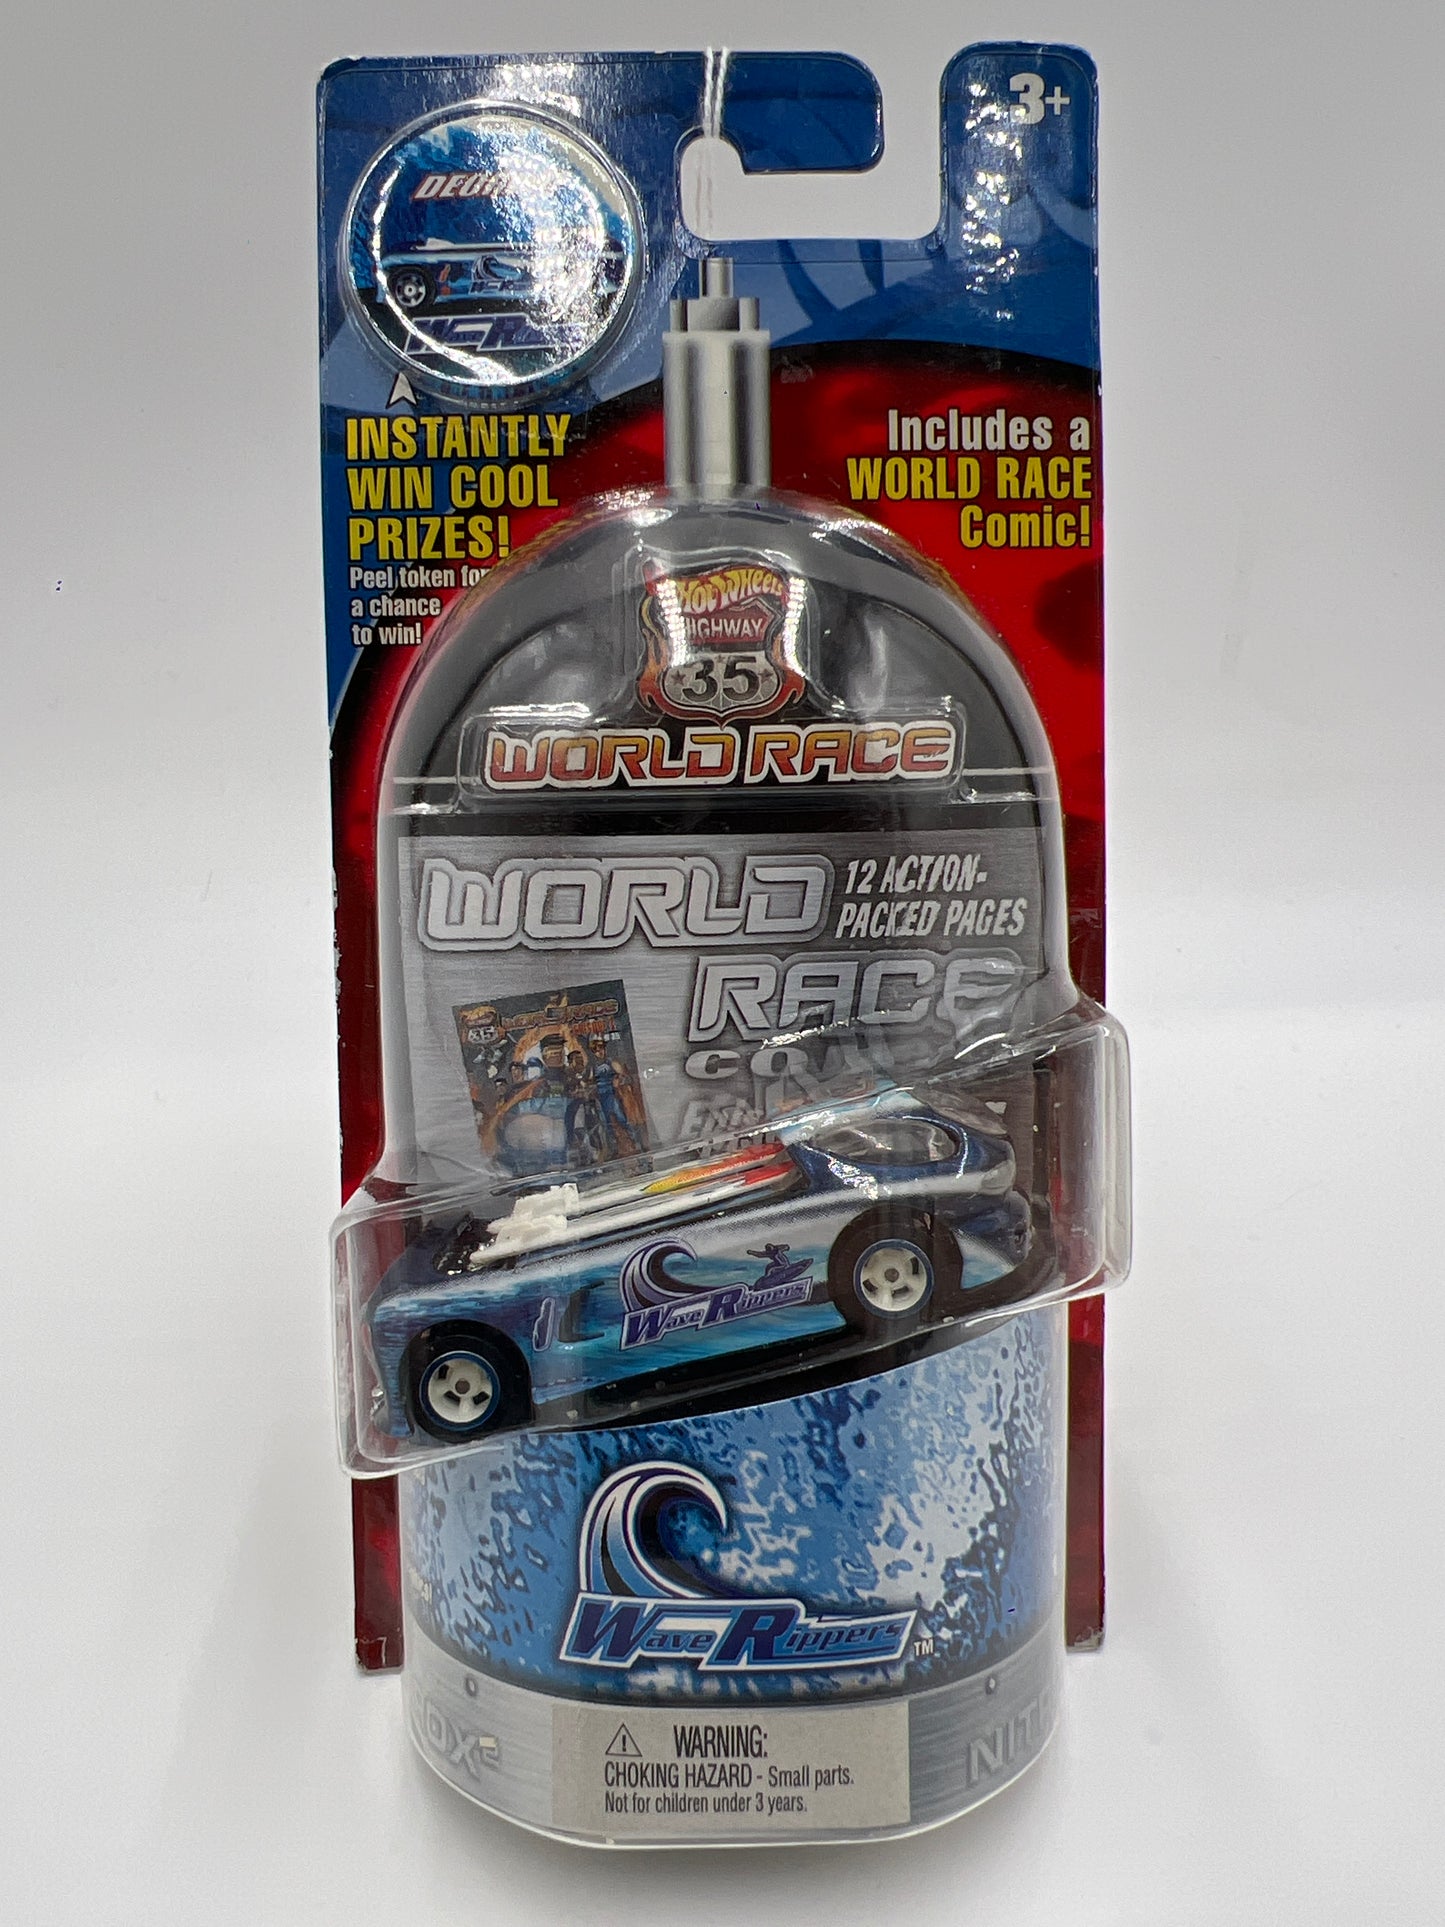 3+
INSTANTLY
WIN COOL
PRIZES!
Peel token for
a chance
to win!
Includes a
WORLD RACE
Comic!
HOT WHEELS
HIGHWAY
35
WORLD RACE
WORLD
12 ACTION-
PACKED PAGES
RACE
35
Wave Rippers
Wave Rippers™
WARNING:
CHOKING HAZARD - Small parts.
Not for children under 3 years.